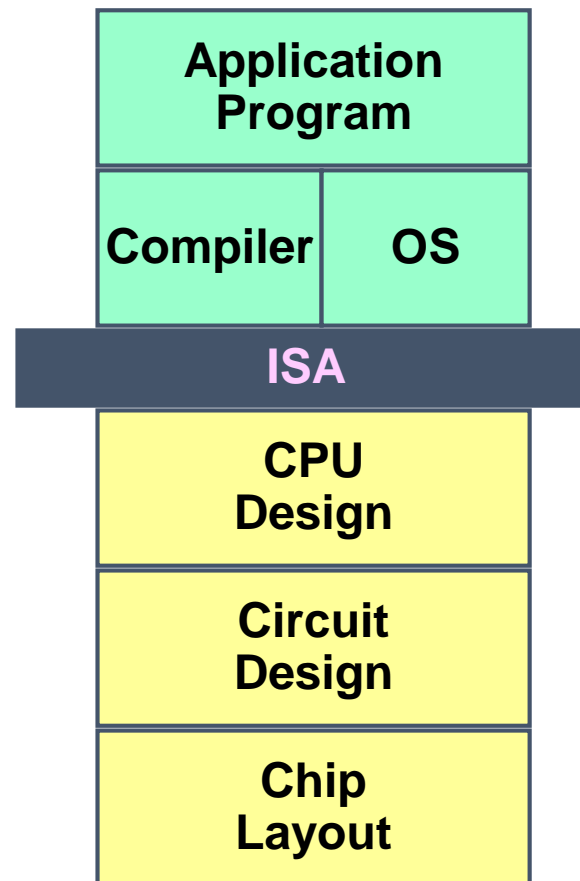 Application
Program
Compiler
OS
ISA
CPU
Design
Circuit
Design
Chip
Layout